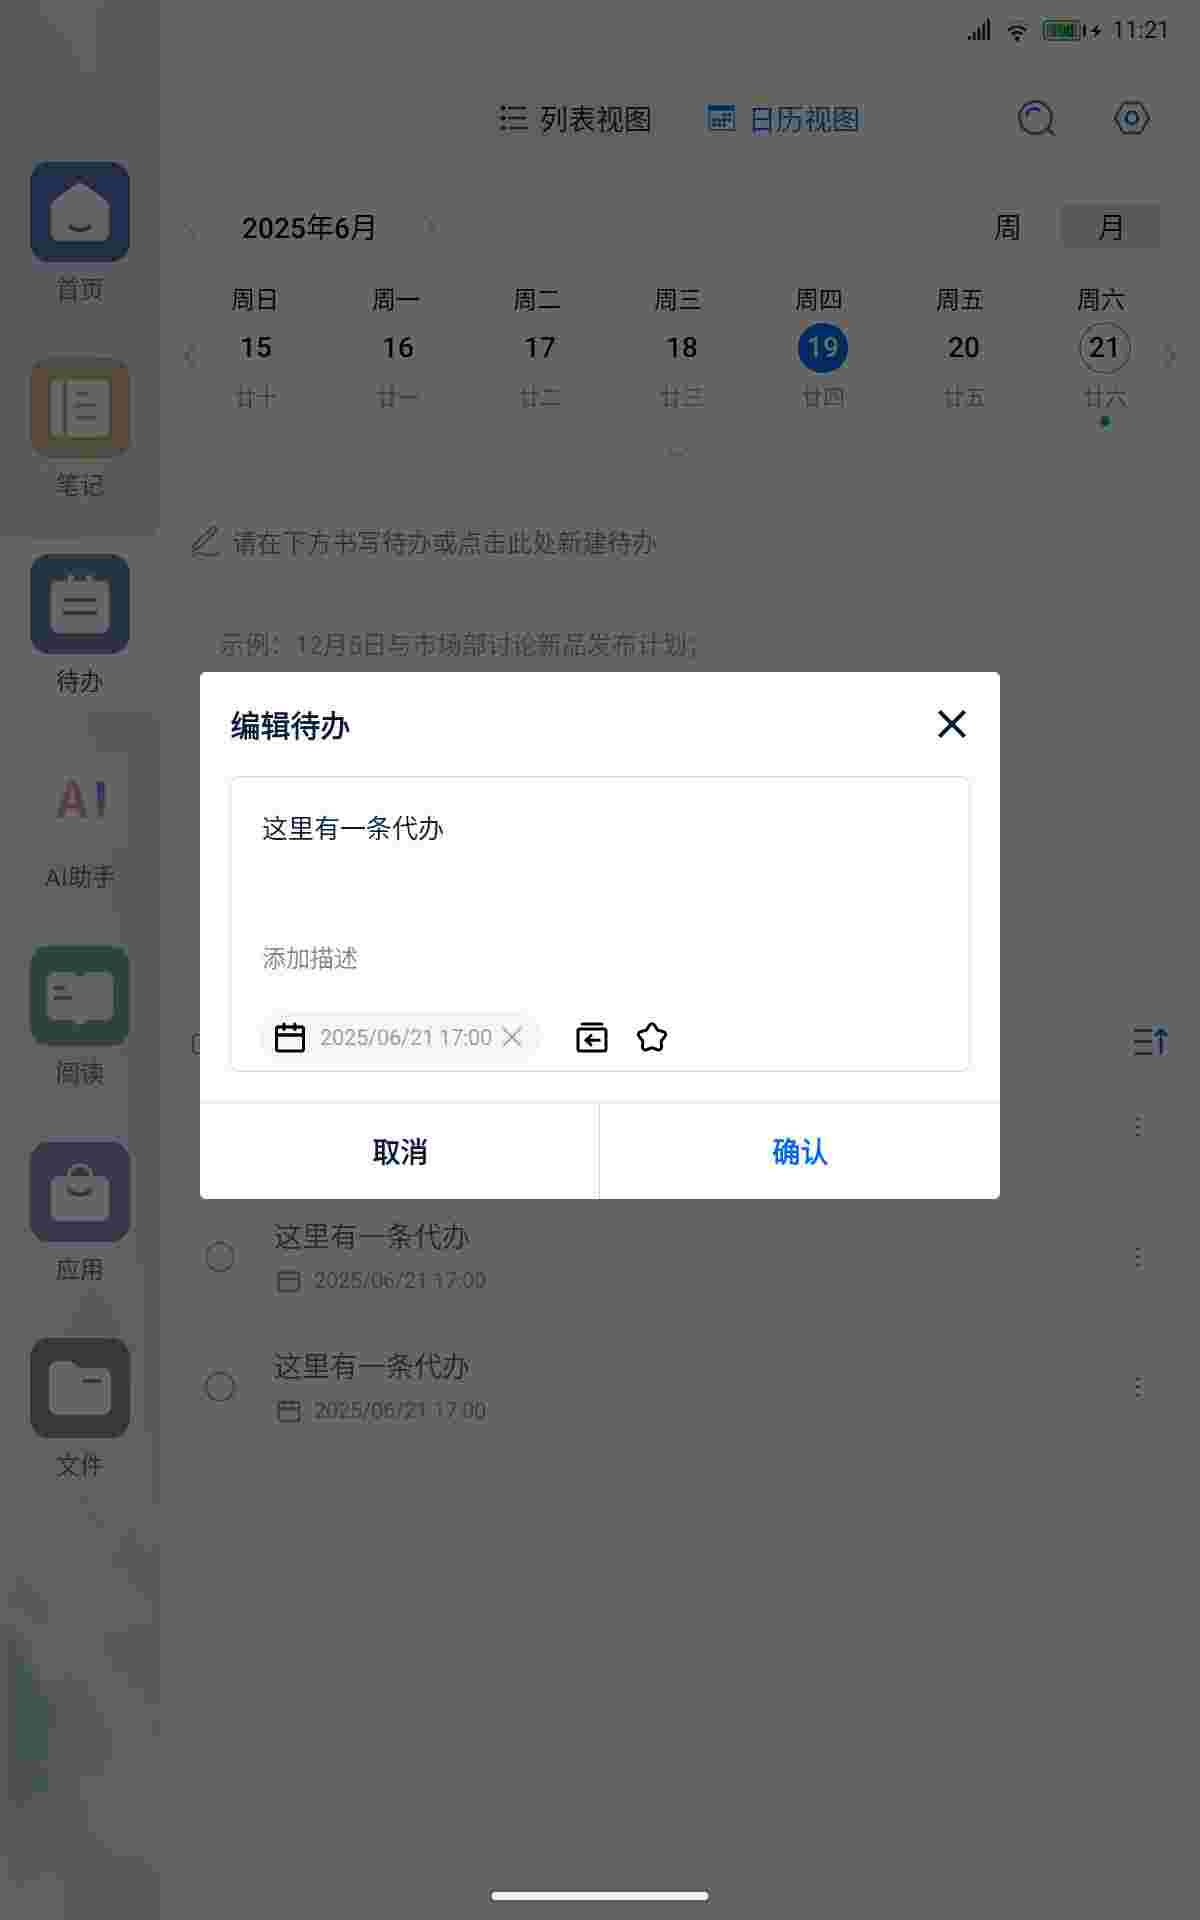 11:21
列表视图 日历视图
2025年6月 周 月
周日 周一 周二 周三 周四 周五 周六
15 16 17 18 19 20 21
廿十 廿一 廿二 廿三 廿四 廿五 廿六
请在下方书写待办或点击此处新建待办
示例：12月6日与市场部讨论新品发布计划；
首页
笔记
待办
AI
AI助手
阅读
应用
文件
编辑待办
这里有一条代办
添加描述
2025/06/21 17:00
取消 确认
这里有一条代办
2025/06/21 17:00
这里有一条代办
2025/06/21 17:00